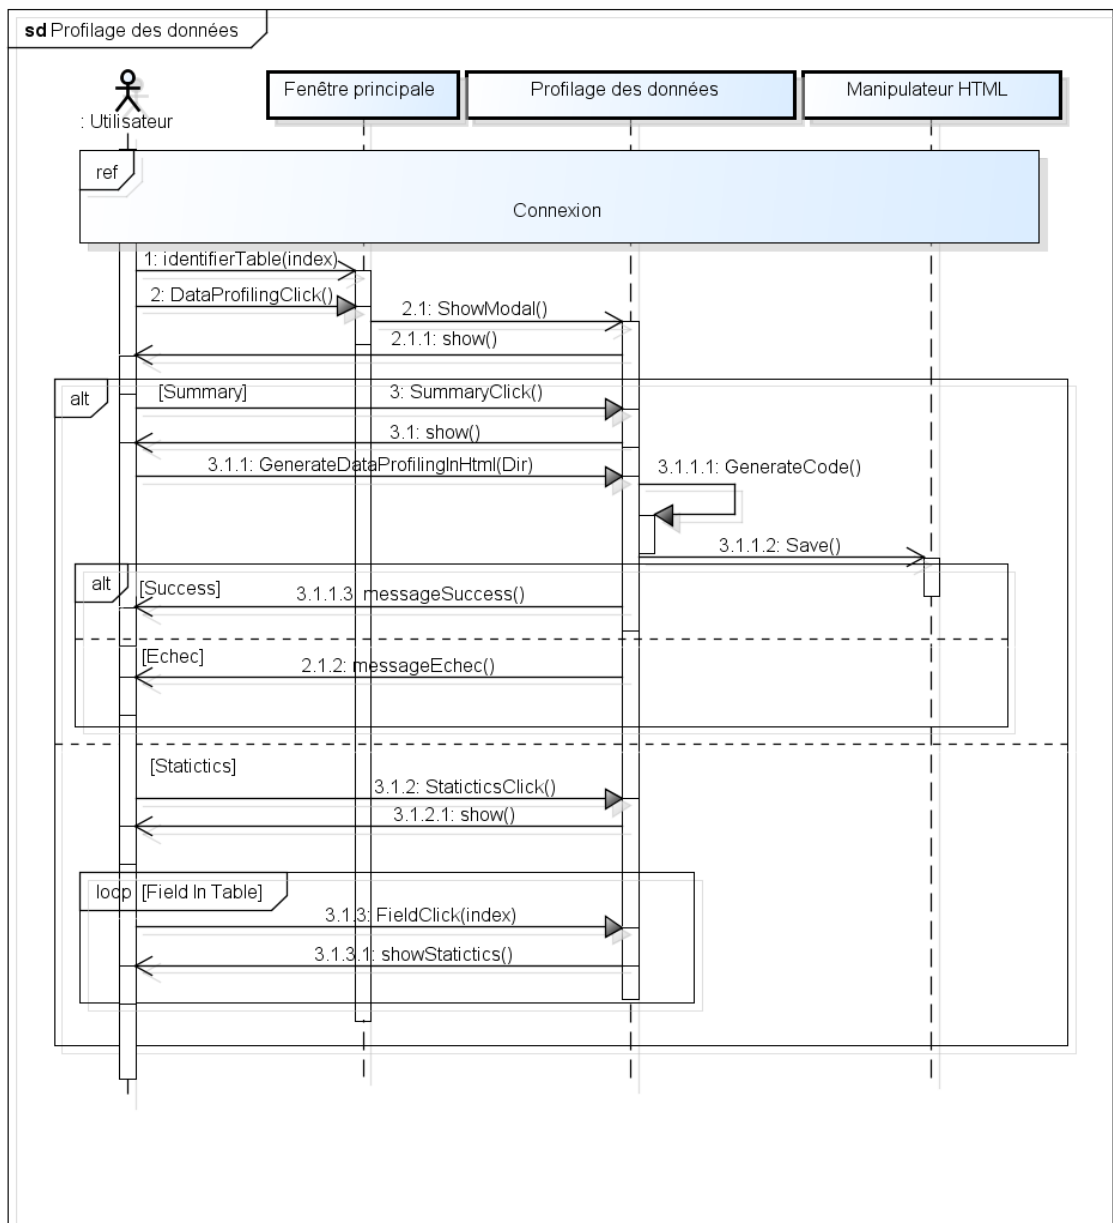 sd Profilage des données
Fenêtre principale
Profilage des données
Manipulateur HTML
: Utilisateur
ref
Connexion
1: identifierTable(index)
2: DataProfilingClick()
2.1: ShowModal()
2.1.1: show()
alt
[Summary]
3: SummaryClick()
3.1: show()
3.1.1: GenerateDataProfilingInHtml(Dir)
3.1.1.1: GenerateCode()
3.1.1.2: Save()
alt
[Success]
3.1.1.3: messageSuccess()
[Echec]
2.1.2: messageEchec()
[Statictics]
3.1.2: StaticticsClick()
3.1.2.1: show()
loop [Field In Table]
3.1.3: FieldClick(index)
3.1.3.1: showStatictics()